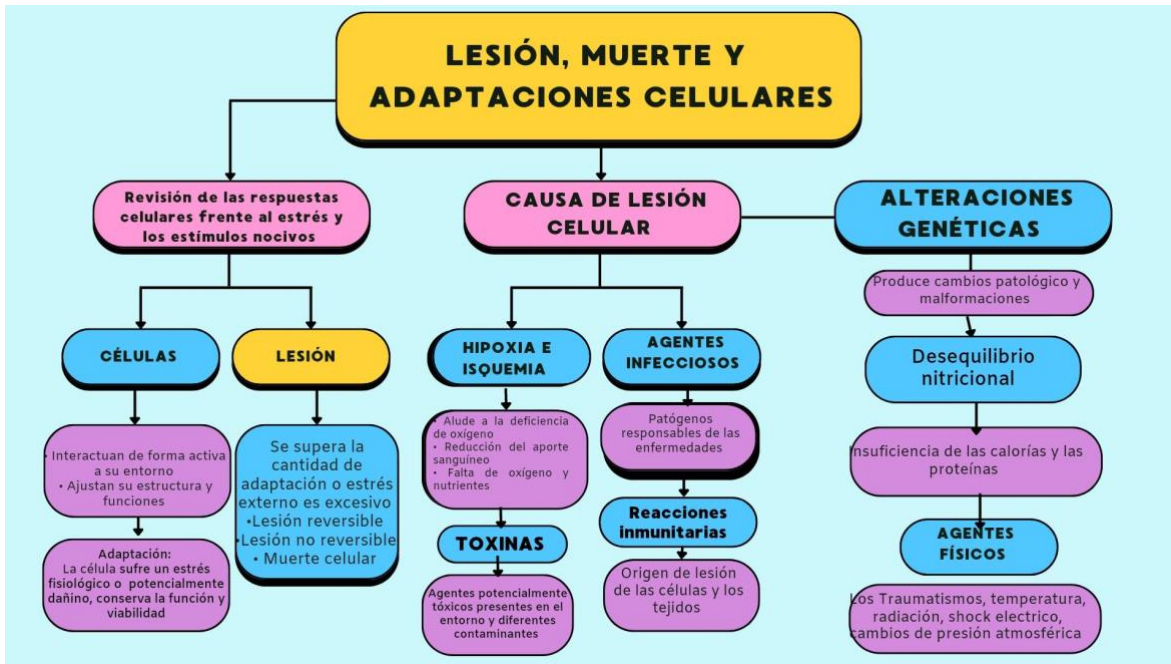 LESIÓN, MUERTE Y
ADAPTACIONES CELULARES
Revisión de las respuestas
celulares frente al estrés y
los estímulos nocivos
CÉLULAS
• Interactuan de forma activa
a su entorno
• Ajustan su estructura y
funciones
Adaptación:
La célula sufre un estrés
fisiológico o potencialmente
dañino, conserva la función y
viabilidad
LESIÓN
Se supera la
cantidad de
adaptación o estrés
externo es excesivo
•Lesión reversible
•Lesión no reversible
• Muerte celular
CAUSA DE LESIÓN
CELULAR
HIPOXIA E
ISQUEMIA
• Alude a la deficiencia
de oxígeno
• Reducción del aporte
sanguíneo
• Falta de oxígeno y
nutrientes
TOXINAS
Agentes potencialmente
tóxicos presentes en el
entorno y diferentes
contaminantes
AGENTES
INFECCIOSOS
Patógenos
responsables de las
enfermedades
Reacciones
inmunitarias
Origen de lesión
de las células y los
tejidos
ALTERACIONES
GENÉTICAS
Produce cambios patológico y
malformaciones
Desequilibrio
nitricional
Insuficiencia de las calorías y las
proteínas
AGENTES
FÍSICOS
Los Traumatismos, temperatura,
radiación, shock electrico,
cambios de presión atmosférica